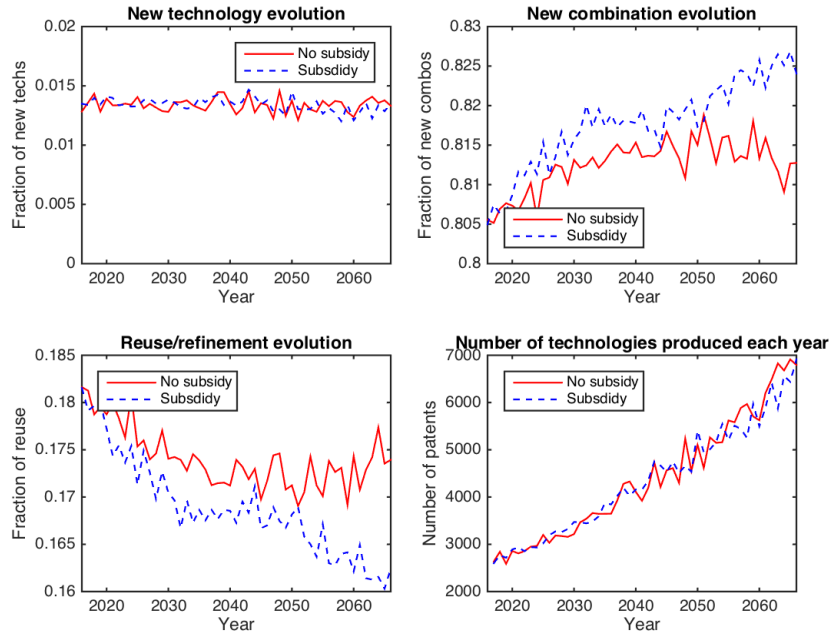 New technology evolution
0.02
0.015
0.01
0.005
0
Fraction of new techs
No subsidy
Subsdidy
2020 2030 2040 2050 2060
Year
New combination evolution
0.83
0.825
0.82
0.815
0.81
0.805
0.8
Fraction of new combos
No subsidy
Subsdidy
2020 2030 2040 2050 2060
Year
Reuse/refinement evolution
0.185
0.18
0.175
0.17
0.165
0.16
Fraction of reuse
No subsidy
Subsdidy
2020 2030 2040 2050 2060
Year
Number of technologies produced each year
7000
6000
5000
4000
3000
2000
Number of patents
No subsidy
Subsdidy
2020 2030 2040 2050 2060
Year